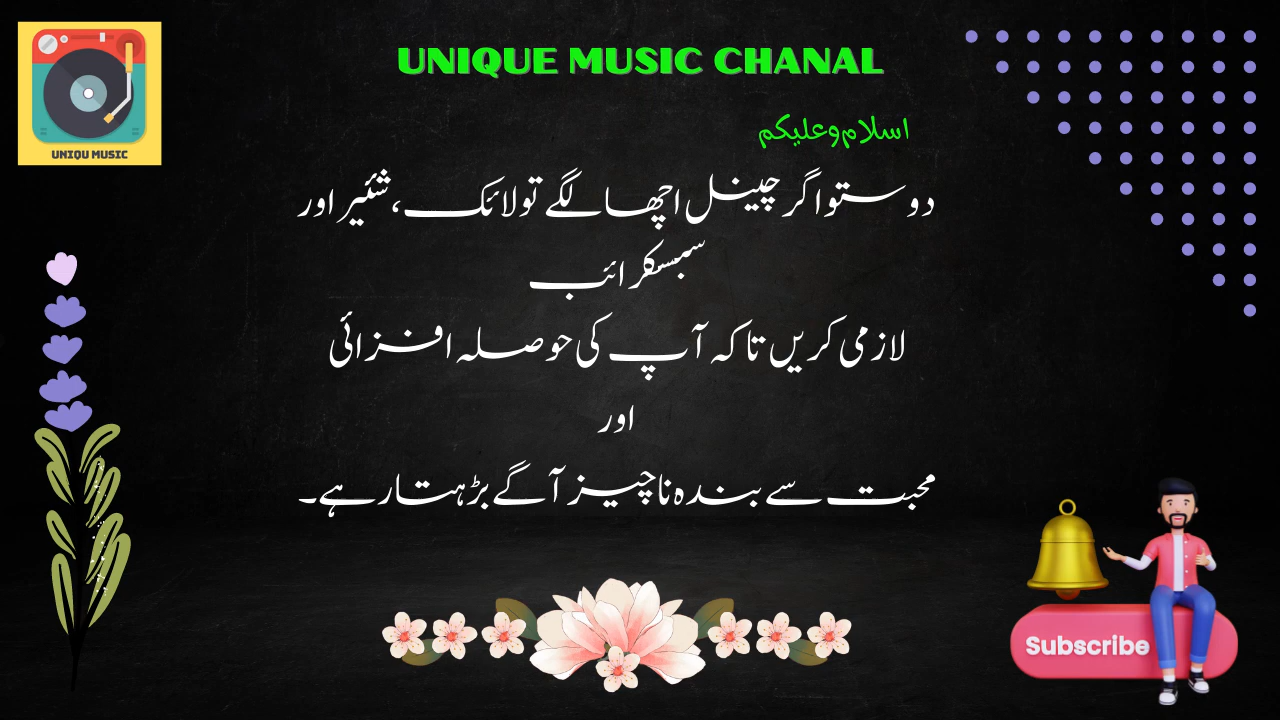 UNIQUE MUSIC CHANAL
UNIQU MUSIC
اسلام وعلیکم
دوستو اگر چینل اچھا لگے تو لائک، شئیر اور
سبسکرائب
لازمی کریں تاکہ آپ کی حوصلہ افزائی
اور
محبت سے بندہ ناچیز آگے بڑہتا رہے۔
Subscribe